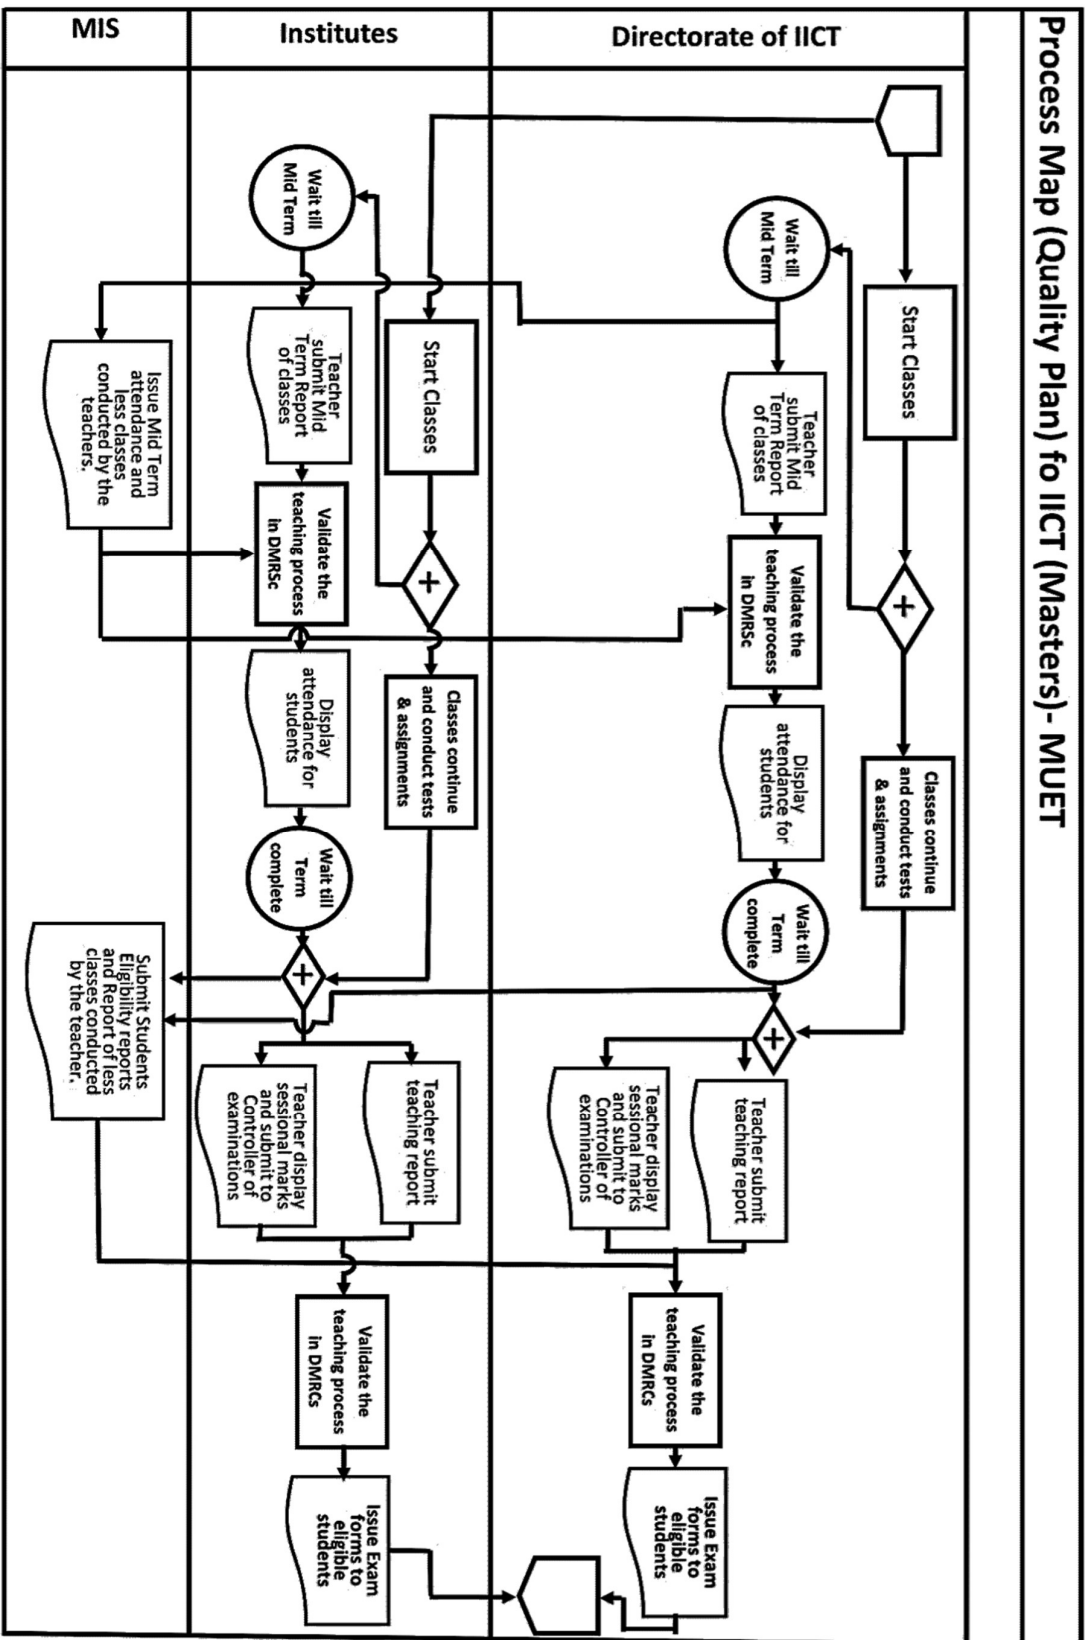 Process Map (Quality Plan) fo IICT (Masters)- MUET
Directorate of IICT
Start Classes
+
Classes continue
and conduct tests
& assignments
Wait till
Mid Term
Teacher
submit Mid
Term Report
of classes
Validate the
teaching process
in DMRSc
Display
attendance for
students
Wait till
Term
complete
+
Teacher submit
teaching report
Teacher display
sessional marks
and submit to
Controller of
examinations
Validate the
teaching process
in DMRCs
Issue Exam
forms to
eligible
students
Institutes
Start Classes
+
Classes continue
and conduct tests
& assignments
Wait till
Mid Term
Teacher
submit Mid
Term Report
of classes
Validate the
teaching process
in DMRSc
Display
attendance for
students
Wait till
Term
complete
+
Teacher submit
teaching report
Teacher display
sessional marks
and submit to
Controller of
examinations
Validate the
teaching process
in DMRCs
Issue Exam
forms to
eligible
students
MIS
Issue Mid Term
attendance and
less classes
conducted by the
teachers.
Submit Students
Eligibility reports
and Report of less
classes conducted
by the teacher.